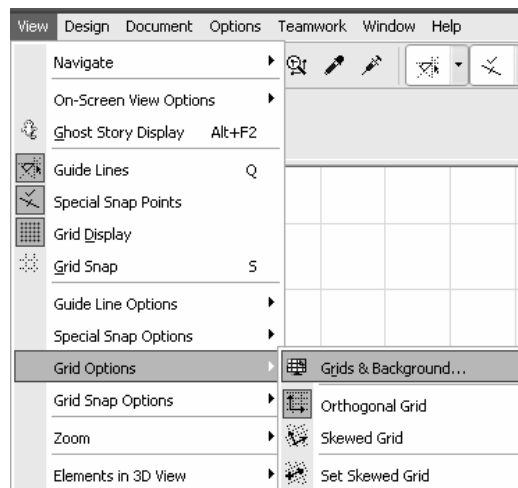 View Design Document Options Teamwork Window Help
Navigate
On-Screen View Options
Ghost Story Display Alt+F2
Guide Lines Q
Special Snap Points
Grid Display
Grid Snap S
Guide Line Options
Special Snap Options
Grid Options
Grids & Background...
Grid Snap Options
Orthogonal Grid
Zoom
Skewed Grid
Elements in 3D View
Set Skewed Grid